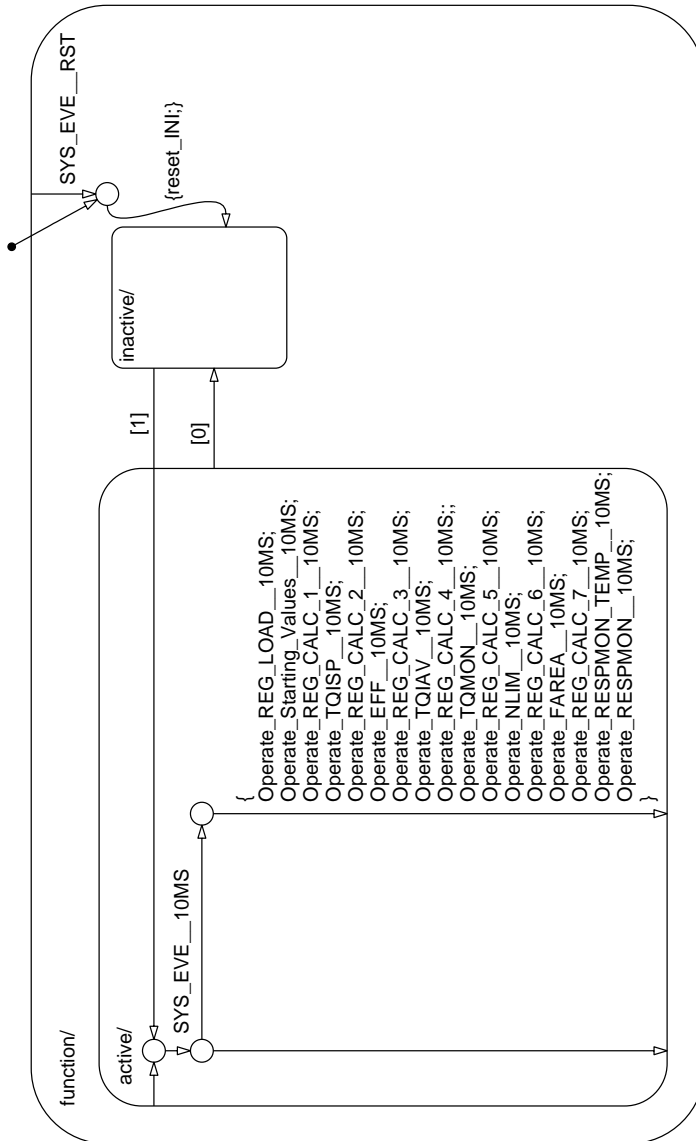 function/
active/
SYS_EVE__10MS
{
Operate_REG_LOAD__10MS;
Operate_Starting_Values__10MS;
Operate_REG_CALC_1__10MS;
Operate_TQISP__10MS;
Operate_REG_CALC_2__10MS;
Operate_EFF__10MS;
Operate_REG_CALC_3__10MS;
Operate_TQIAV__10MS;
Operate_REG_CALC_4__10MS;;
Operate_TQMON__10MS;
Operate_REG_CALC_5__10MS;
Operate_NLIM__10MS;
Operate_REG_CALC_6__10MS;
Operate_FAREA__10MS;
Operate_REG_CALC_7__10MS;
Operate_RESPMON_TEMP__10MS;
Operate_RESPMON__10MS;
}
[1]
[0]
inactive/
{reset_INI;}
SYS_EVE__RST